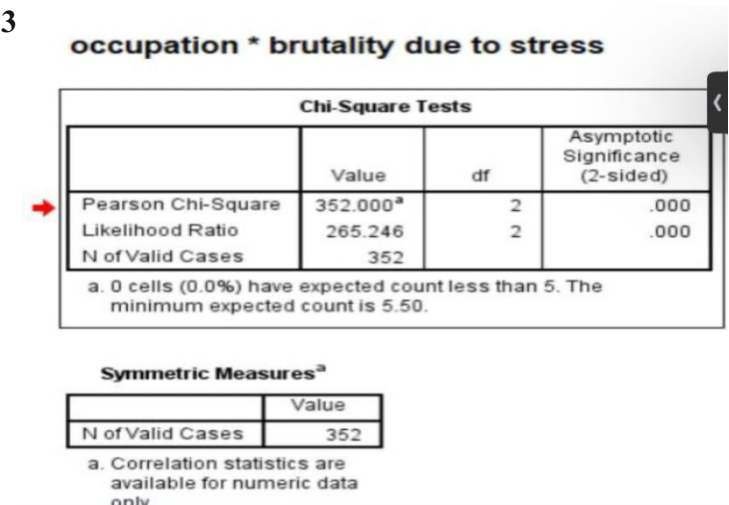 3
occupation * brutality due to stress
Chi-Square Tests
Value df Asymptotic Significance (2-sided)
Pearson Chi-Square 352.000ᵃ 2 .000
Likelihood Ratio 265.246 2 .000
N of Valid Cases 352
a. 0 cells (0.0%) have expected count less than 5. The
minimum expected count is 5.50.
Symmetric Measuresᵃ
Value
N of Valid Cases 352
a. Correlation statistics are
available for numeric data
only